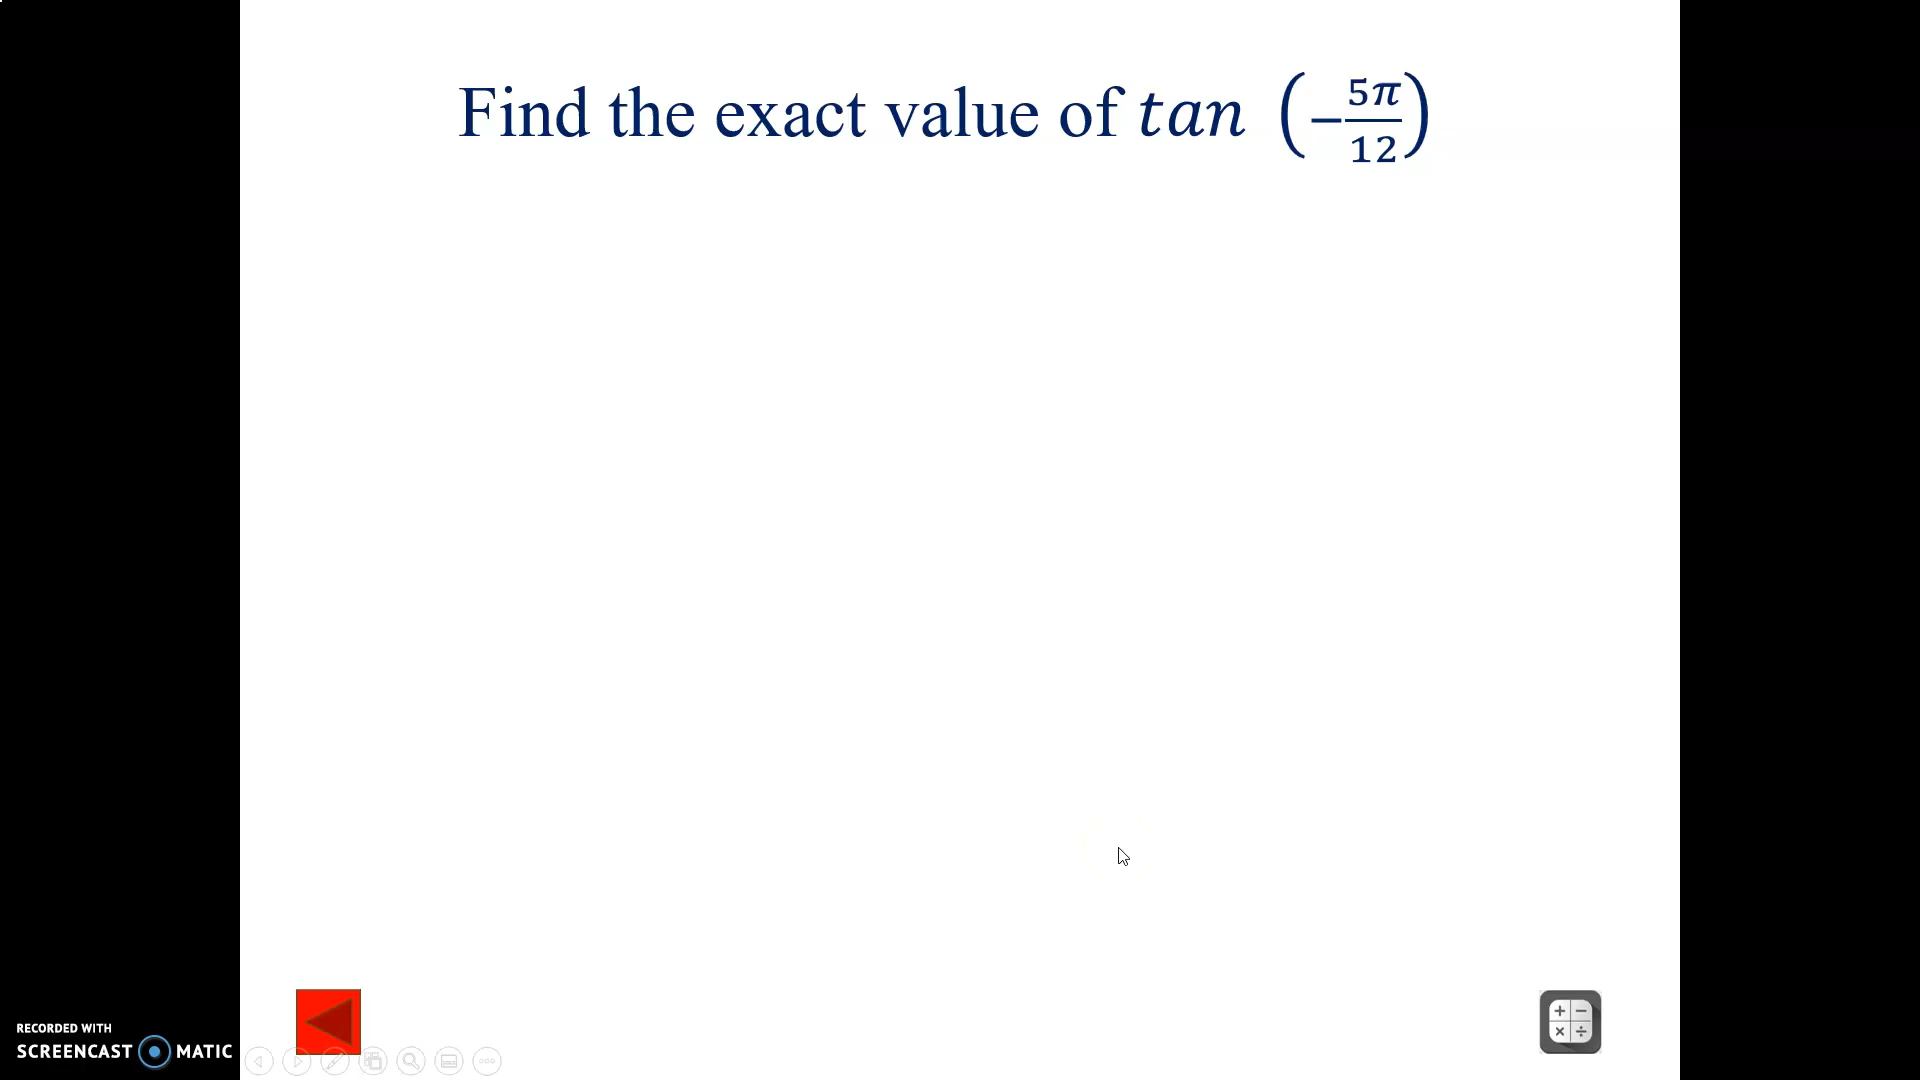 Find the exact value of tan (−5π/12)
RECORDED WITH
SCREENCAST MATIC